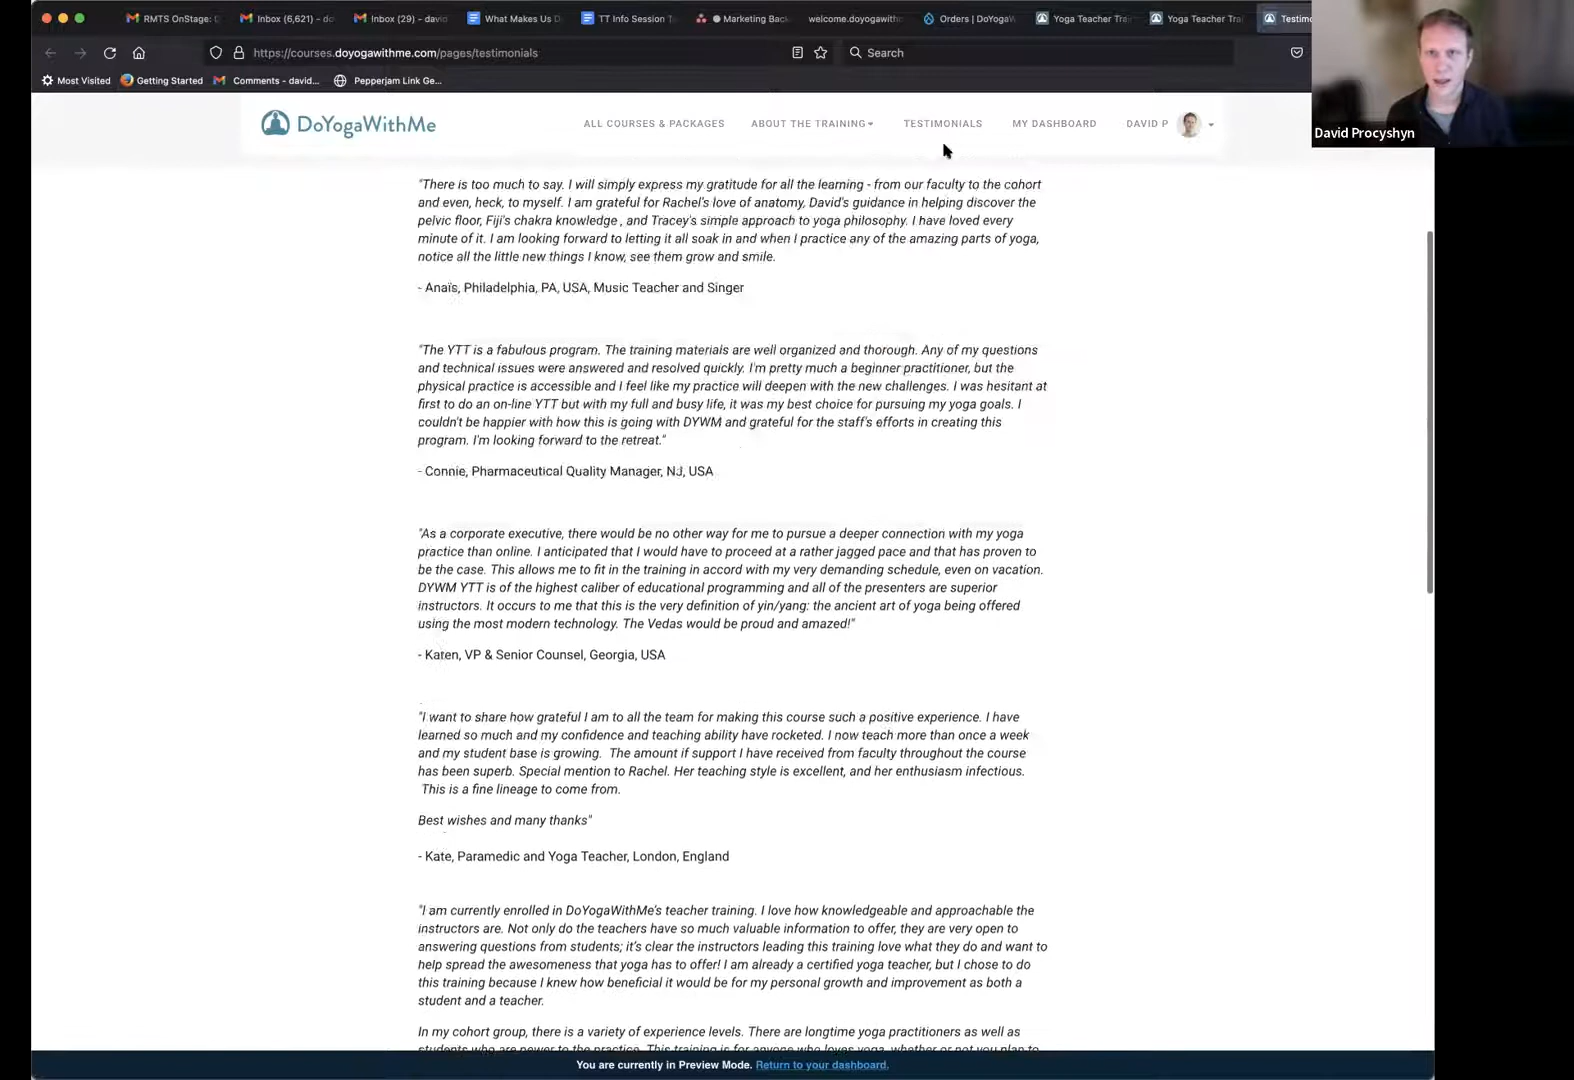 RMTS OnStage:
Inbox (6,621) - do
Inbox (29) - david
What Makes Us D
TT Info Session T
Marketing Back
welcome.doyogawithm
Orders | DoYogaW
Yoga Teacher Trai
Yoga Teacher Trai
Testimo
https://courses.doyogawithme.com/pages/testimonials
Search
Most Visited
Getting Started
Comments - david...
Pepperjam Link Ge...
David Procyshyn
DoYogaWithMe
ALL COURSES & PACKAGES
ABOUT THE TRAINING
TESTIMONIALS
MY DASHBOARD
DAVID P
"There is too much to say. I will simply express my gratitude for all the learning - from our faculty to the cohort
and even, heck, to myself. I am grateful for Rachel's love of anatomy, David's guidance in helping discover the
pelvic floor, Fiji's chakra knowledge , and Tracey's simple approach to yoga philosophy. I have loved every
minute of it. I am looking forward to letting it all soak in and when I practice any of the amazing parts of yoga,
notice all the little new things I know, see them grow and smile.
- Anaïs, Philadelphia, PA, USA, Music Teacher and Singer
"The YTT is a fabulous program. The training materials are well organized and thorough. Any of my questions
and technical issues were answered and resolved quickly. I'm pretty much a beginner practitioner, but the
physical practice is accessible and I feel like my practice will deepen with the new challenges. I was hesitant at
first to do an on-line YTT but with my full and busy life, it was my best choice for pursuing my yoga goals. I
couldn't be happier with how this is going with DYWM and grateful for the staff's efforts in creating this
program. I'm looking forward to the retreat."
- Connie, Pharmaceutical Quality Manager, NJ, USA
"As a corporate executive, there would be no other way for me to pursue a deeper connection with my yoga
practice than online. I anticipated that I would have to proceed at a rather jagged pace and that has proven to
be the case. This allows me to fit in the training in accord with my very demanding schedule, even on vacation.
DYWM YTT is of the highest caliber of educational programming and all of the presenters are superior
instructors. It occurs to me that this is the very definition of yin/yang: the ancient art of yoga being offered
using the most modern technology. The Vedas would be proud and amazed!"
- Karen, VP & Senior Counsel, Georgia, USA
"I want to share how grateful I am to all the team for making this course such a positive experience. I have
learned so much and my confidence and teaching ability have rocketed. I now teach more than once a week
and my student base is growing. The amount if support I have received from faculty throughout the course
has been superb. Special mention to Rachel. Her teaching style is excellent, and her enthusiasm infectious.
This is a fine lineage to come from.
Best wishes and many thanks"
- Kate, Paramedic and Yoga Teacher, London, England
"I am currently enrolled in DoYogaWithMe's teacher training. I love how knowledgeable and approachable the
instructors are. Not only do the teachers have so much valuable information to offer, they are very open to
answering questions from students; it's clear the instructors leading this training love what they do and want to
help spread the awesomeness that yoga has to offer! I am already a certified yoga teacher, but I chose to do
this training because I knew how beneficial it would be for my personal growth and improvement as both a
student and a teacher.
In my cohort group, there is a variety of experience levels. There are longtime yoga practitioners as well as
students who are newer to the practice. This training is for anyone who loves yoga, whether or not you plan to
You are currently in Preview Mode. Return to your dashboard.